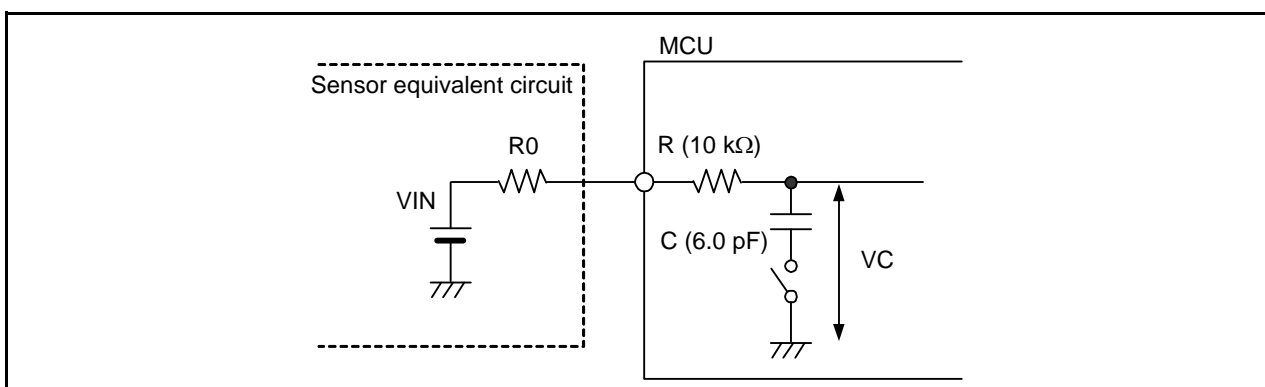 MCU
Sensor equivalent circuit
R0
R (10 kΩ)
VIN
C (6.0 pF)
VC